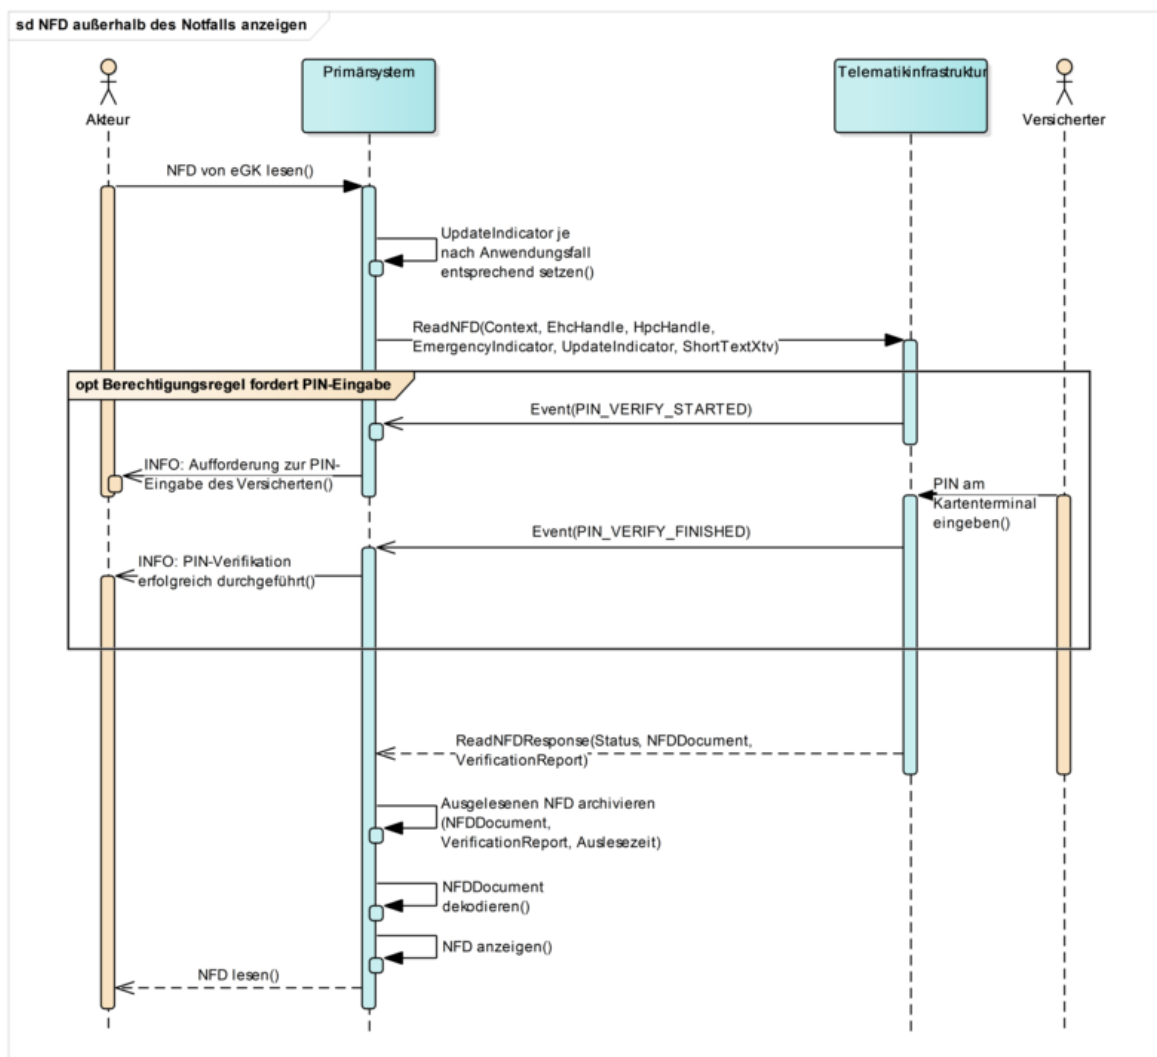 sd NFD außerhalb des Notfalls anzeigen
Primärsystem
Telematikinfrastruktur
Akteur
Versicherter
NFD von eGK lesen()
UpdateIndicator je
nach Anwendungsfall
entsprechend setzen()
ReadNFD(Context, EhcHandle, HpcHandle,
EmergencyIndicator, UpdateIndicator, ShortTextXtv)
opt Berechtigungsregel fordert PIN-Eingabe
Event(PIN_VERIFY_STARTED)
INFO: Aufforderung zur PIN-
Eingabe des Versicherten()
PIN am
Kartenterminal
eingeben()
Event(PIN_VERIFY_FINISHED)
INFO: PIN-Verifikation
erfolgreich durchgeführt()
ReadNFDResponse(Status, NFDDocument,
VerificationReport)
Ausgelesenen NFD archivieren
(NFDDocument,
VerificationReport, Auslesezeit)
NFDDocument
dekodieren()
NFD anzeigen()
NFD lesen()